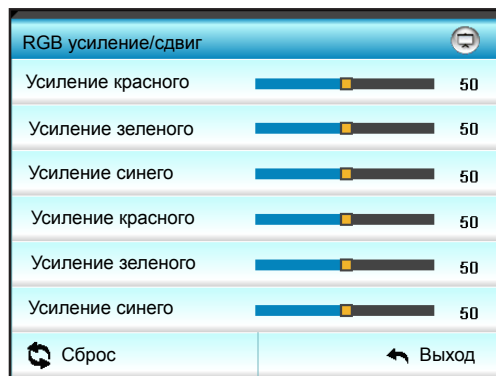 RGB усиление/сдвиг
Усиление красного 50
Усиление зеленого 50
Усиление синего 50
Усиление красного 50
Усиление зеленого 50
Усиление синего 50
Сброс Выход